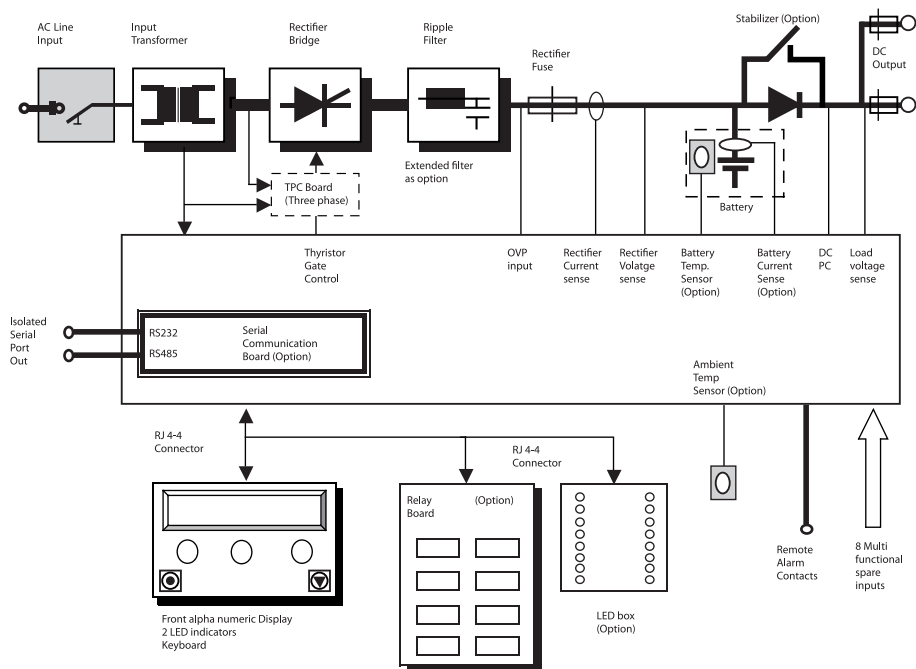 AC Line
Input
Input
Transformer
Rectifier
Bridge
Ripple
Filter
Rectifier
Fuse
Stabilizer (Option)
DC
Output
Extended filter
as option
TPC Board
(Three phase)
Battery
Thyristor
Gate
Control
OVP
input
Rectifier
Current
sense
Rectifier
Volatge
sense
Battery
Temp.
Sensor
(Option)
Battery
Current
Sense
(Option)
DC
PC
Load
voltage
sense
Isolated
Serial
Port
Out
RS232
RS485
Serial
Communication
Board (Option)
Ambient
Temp
Sensor (Option)
RJ 4-4
Connector
RJ 4-4
Connector
Relay
Board
(Option)
Front alpha numeric Display
2 LED indicators
Keyboard
LED box
(Option)
Remote
Alarm
Contacts
8 Multi
functional
spare
inputs